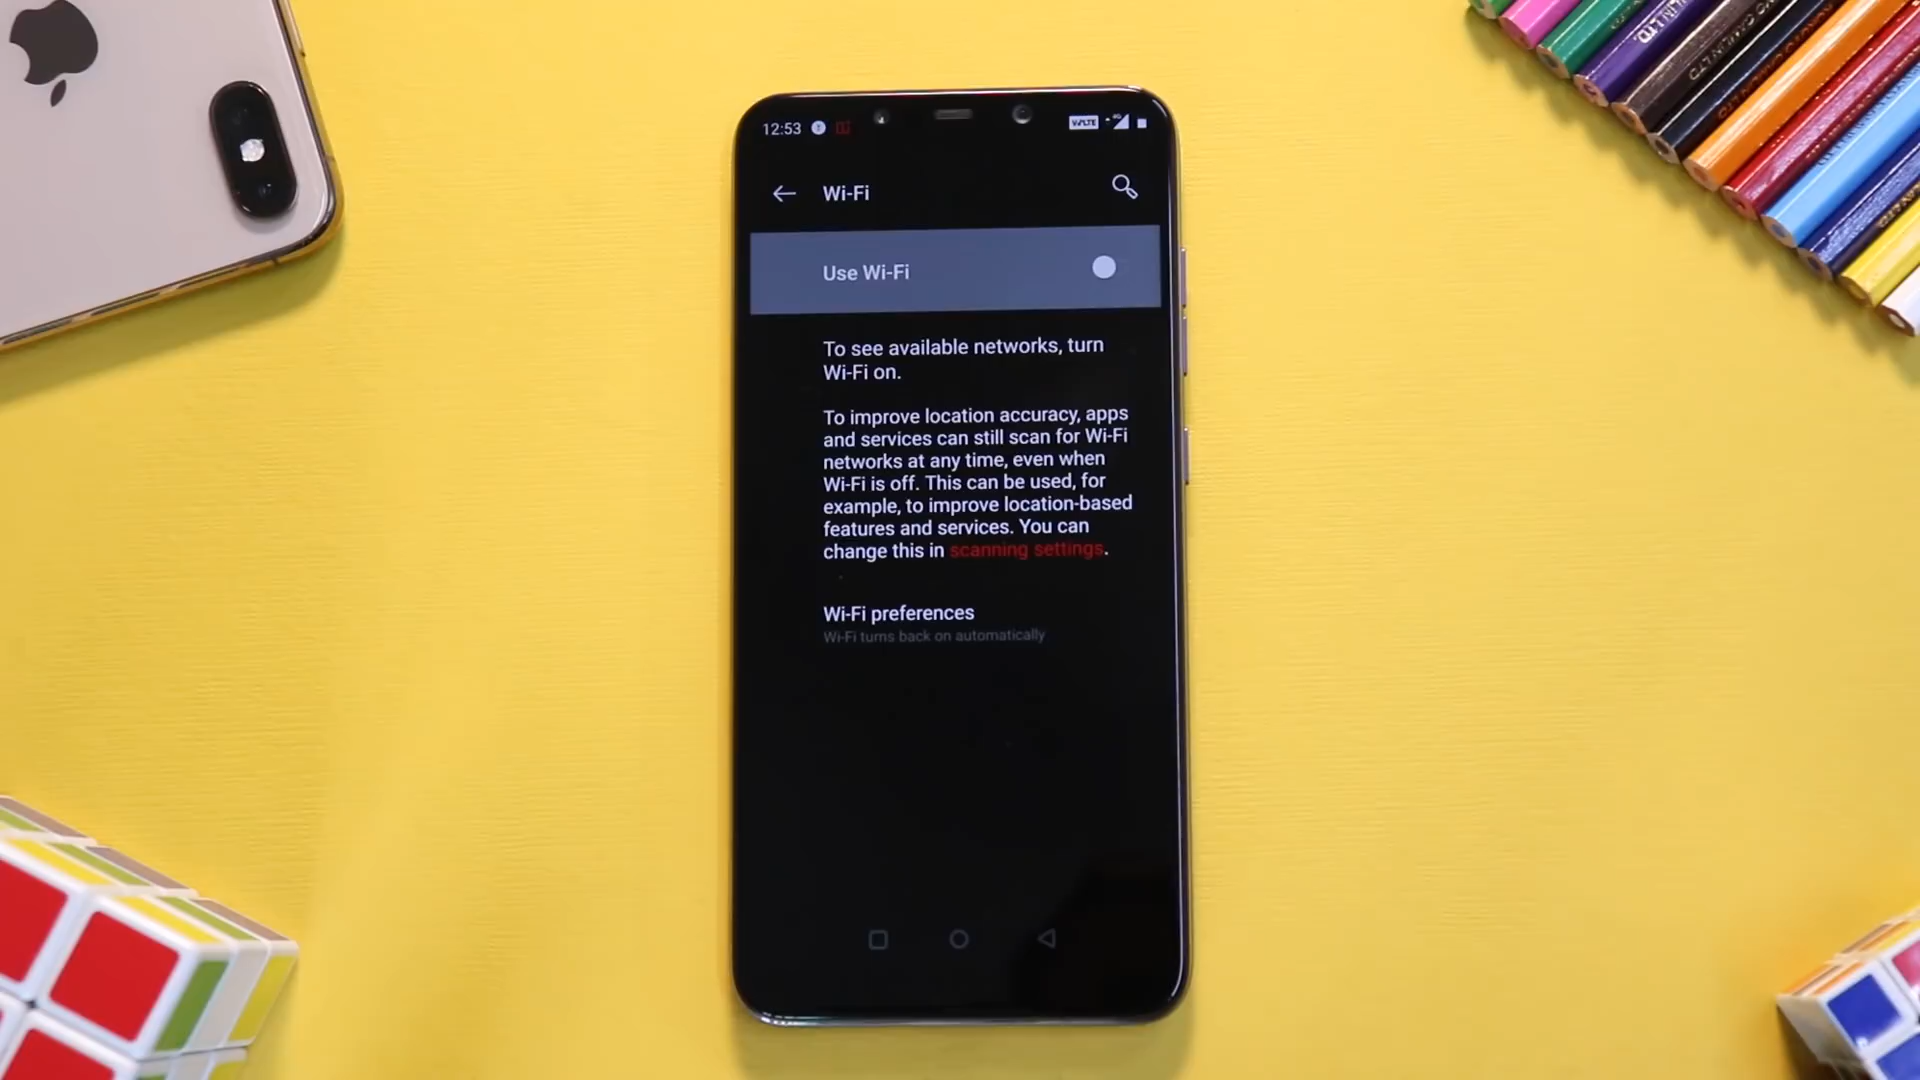 12:53
VoLTE
4G
Wi-Fi
Use Wi-Fi
To see available networks, turn
Wi-Fi on.
To improve location accuracy, apps
and services can still scan for Wi-Fi
networks at any time, even when
Wi-Fi is off. This can be used, for
example, to improve location-based
features and services. You can
change this in scanning settings.
Wi-Fi preferences
Wi-Fi turns back on automatically